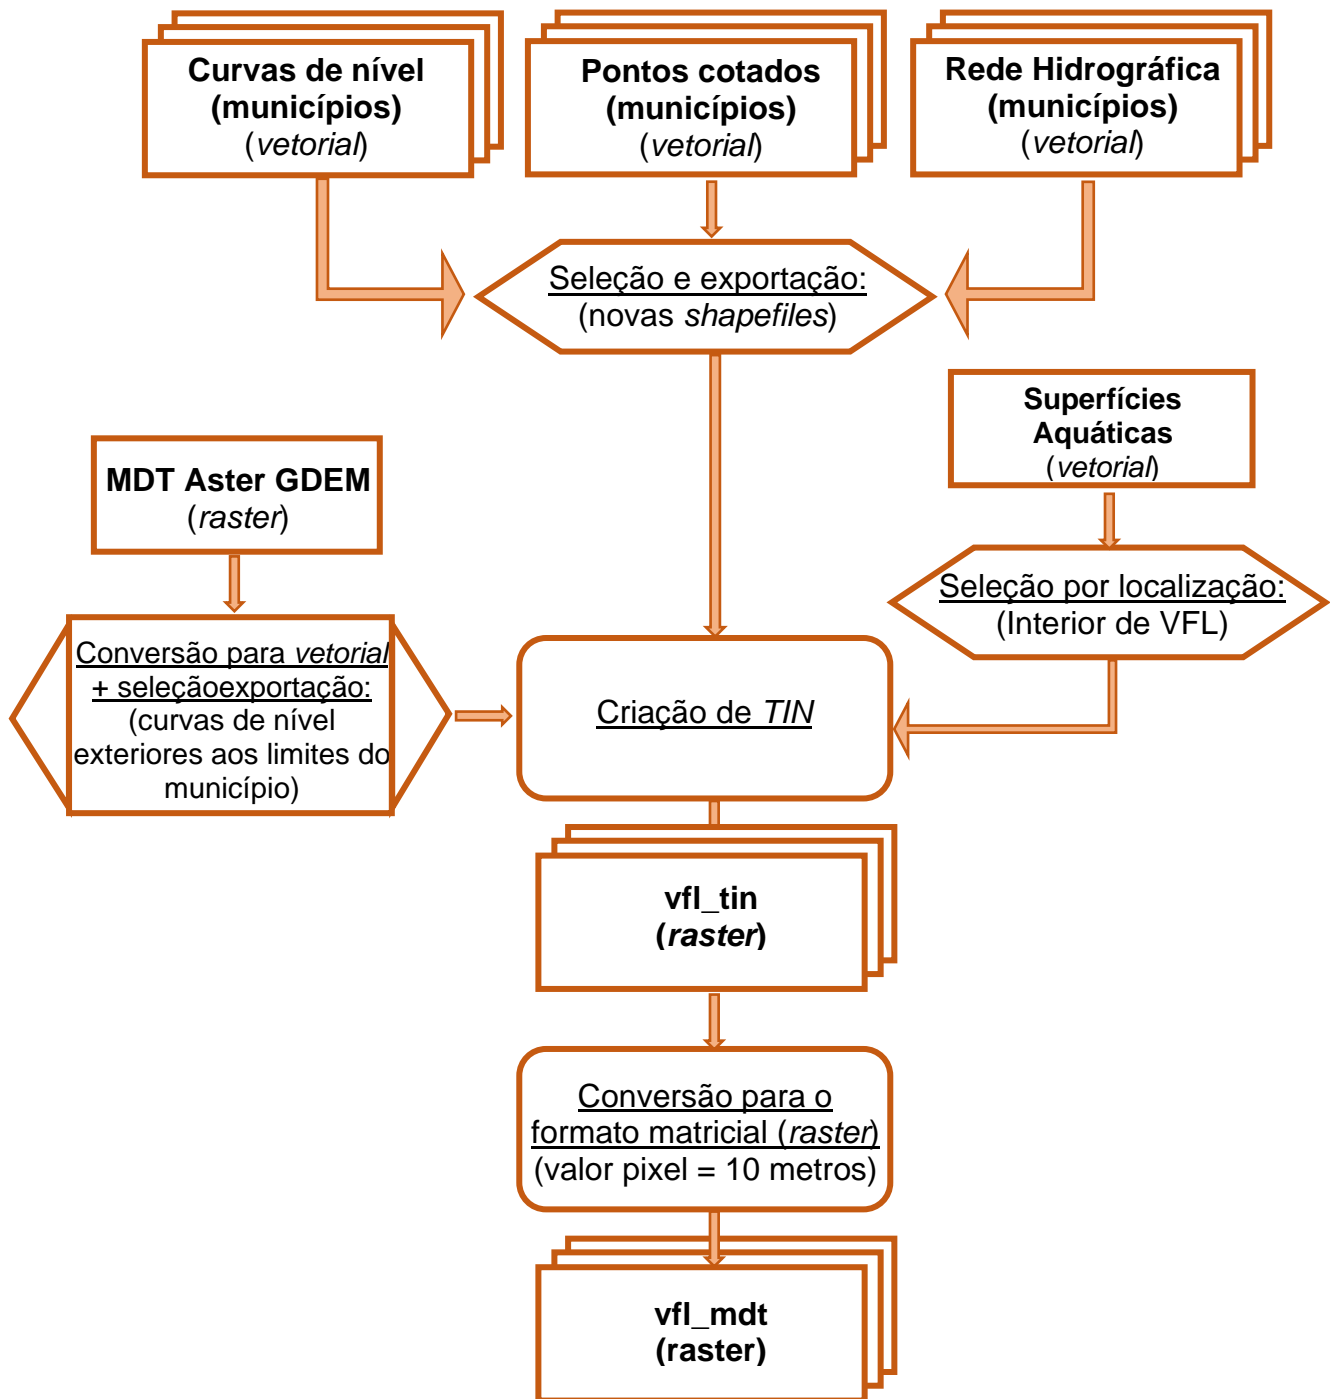 Curvas de nível
(municípios)
(vetorial)
Pontos cotados
(municípios)
(vetorial)
Rede Hidrográfica
(municípios)
(vetorial)
Seleção e exportação:
(novas shapefiles)
Superfícies
Aquáticas
(vetorial)
MDT Aster GDEM
(raster)
Seleção por localização:
(Interior de VFL)
Conversão para vetorial
+ seleçãoexportação:
(curvas de nível
exteriores aos limites do
município)
Criação de TIN
vfl_tin
(raster)
Conversão para o
formato matricial (raster)
(valor pixel = 10 metros)
vfl_mdt
(raster)